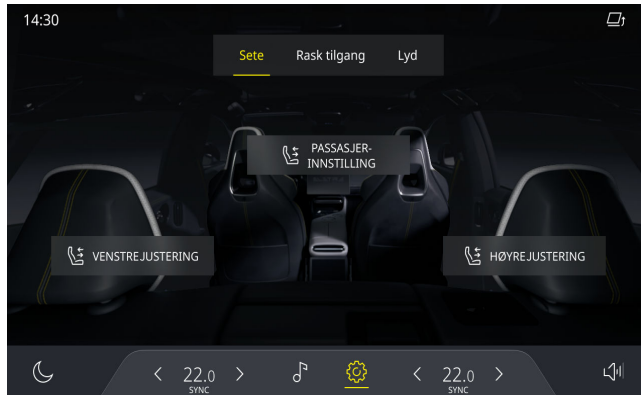 14:30
Sete Rask tilgang Lyd
PASSASJER-
INNSTILLING
VENSTREJUSTERING
HØYREJUSTERING
22.0
SYNC
22.0
SYNC